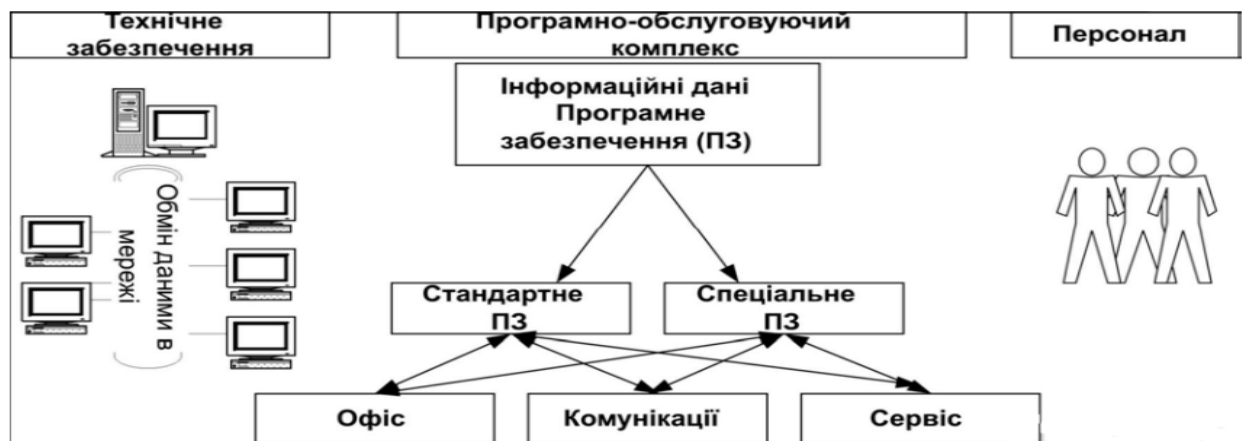 Технічне
забезпечення
Програмно-обслуговуючий
комплекс
Персонал
Інформаційні дані
Програмне
забезпечення (ПЗ)
Обмін даними в
мережі
Стандартне
ПЗ
Спеціальне
ПЗ
Офіс
Комунікації
Сервіс